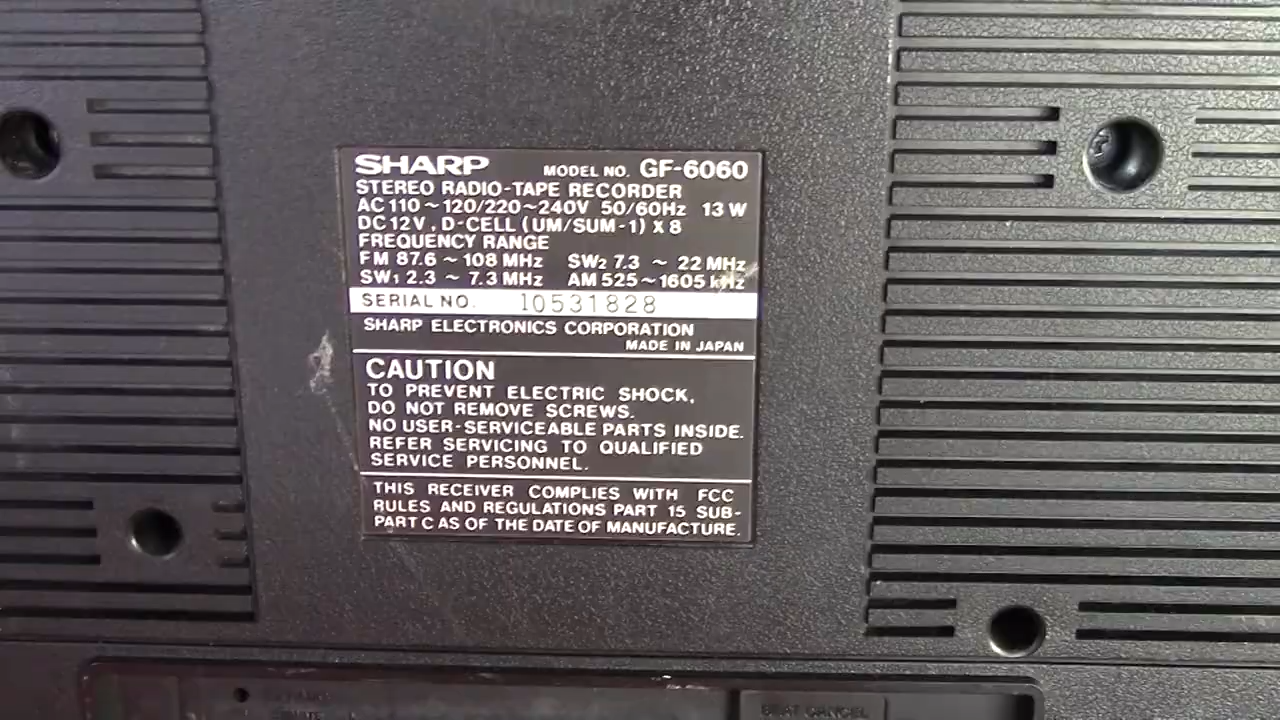 SHARP MODEL NO. GF-6060
STEREO RADIO-TAPE RECORDER
AC 110 ~ 120/220~240V 50/60Hz 13 W
DC 12 V, D-CELL (UM/SUM-1) X 8
FREQUENCY RANGE
FM 87.6 ~ 108 MHz SW2 7.3 ~ 22 MHz
SW1 2.3 ~ 7.3 MHz AM 525 ~ 1605 kHz
SERIAL NO. 10531828
SHARP ELECTRONICS CORPORATION
MADE IN JAPAN
CAUTION
TO PREVENT ELECTRIC SHOCK,
DO NOT REMOVE SCREWS.
NO USER-SERVICEABLE PARTS INSIDE.
REFER SERVICING TO QUALIFIED
SERVICE PERSONNEL.
THIS RECEIVER COMPLIES WITH FCC
RULES AND REGULATIONS PART 15 SUB-
PART C AS OF THE DATE OF MANUFACTURE.
BEAT CANCEL